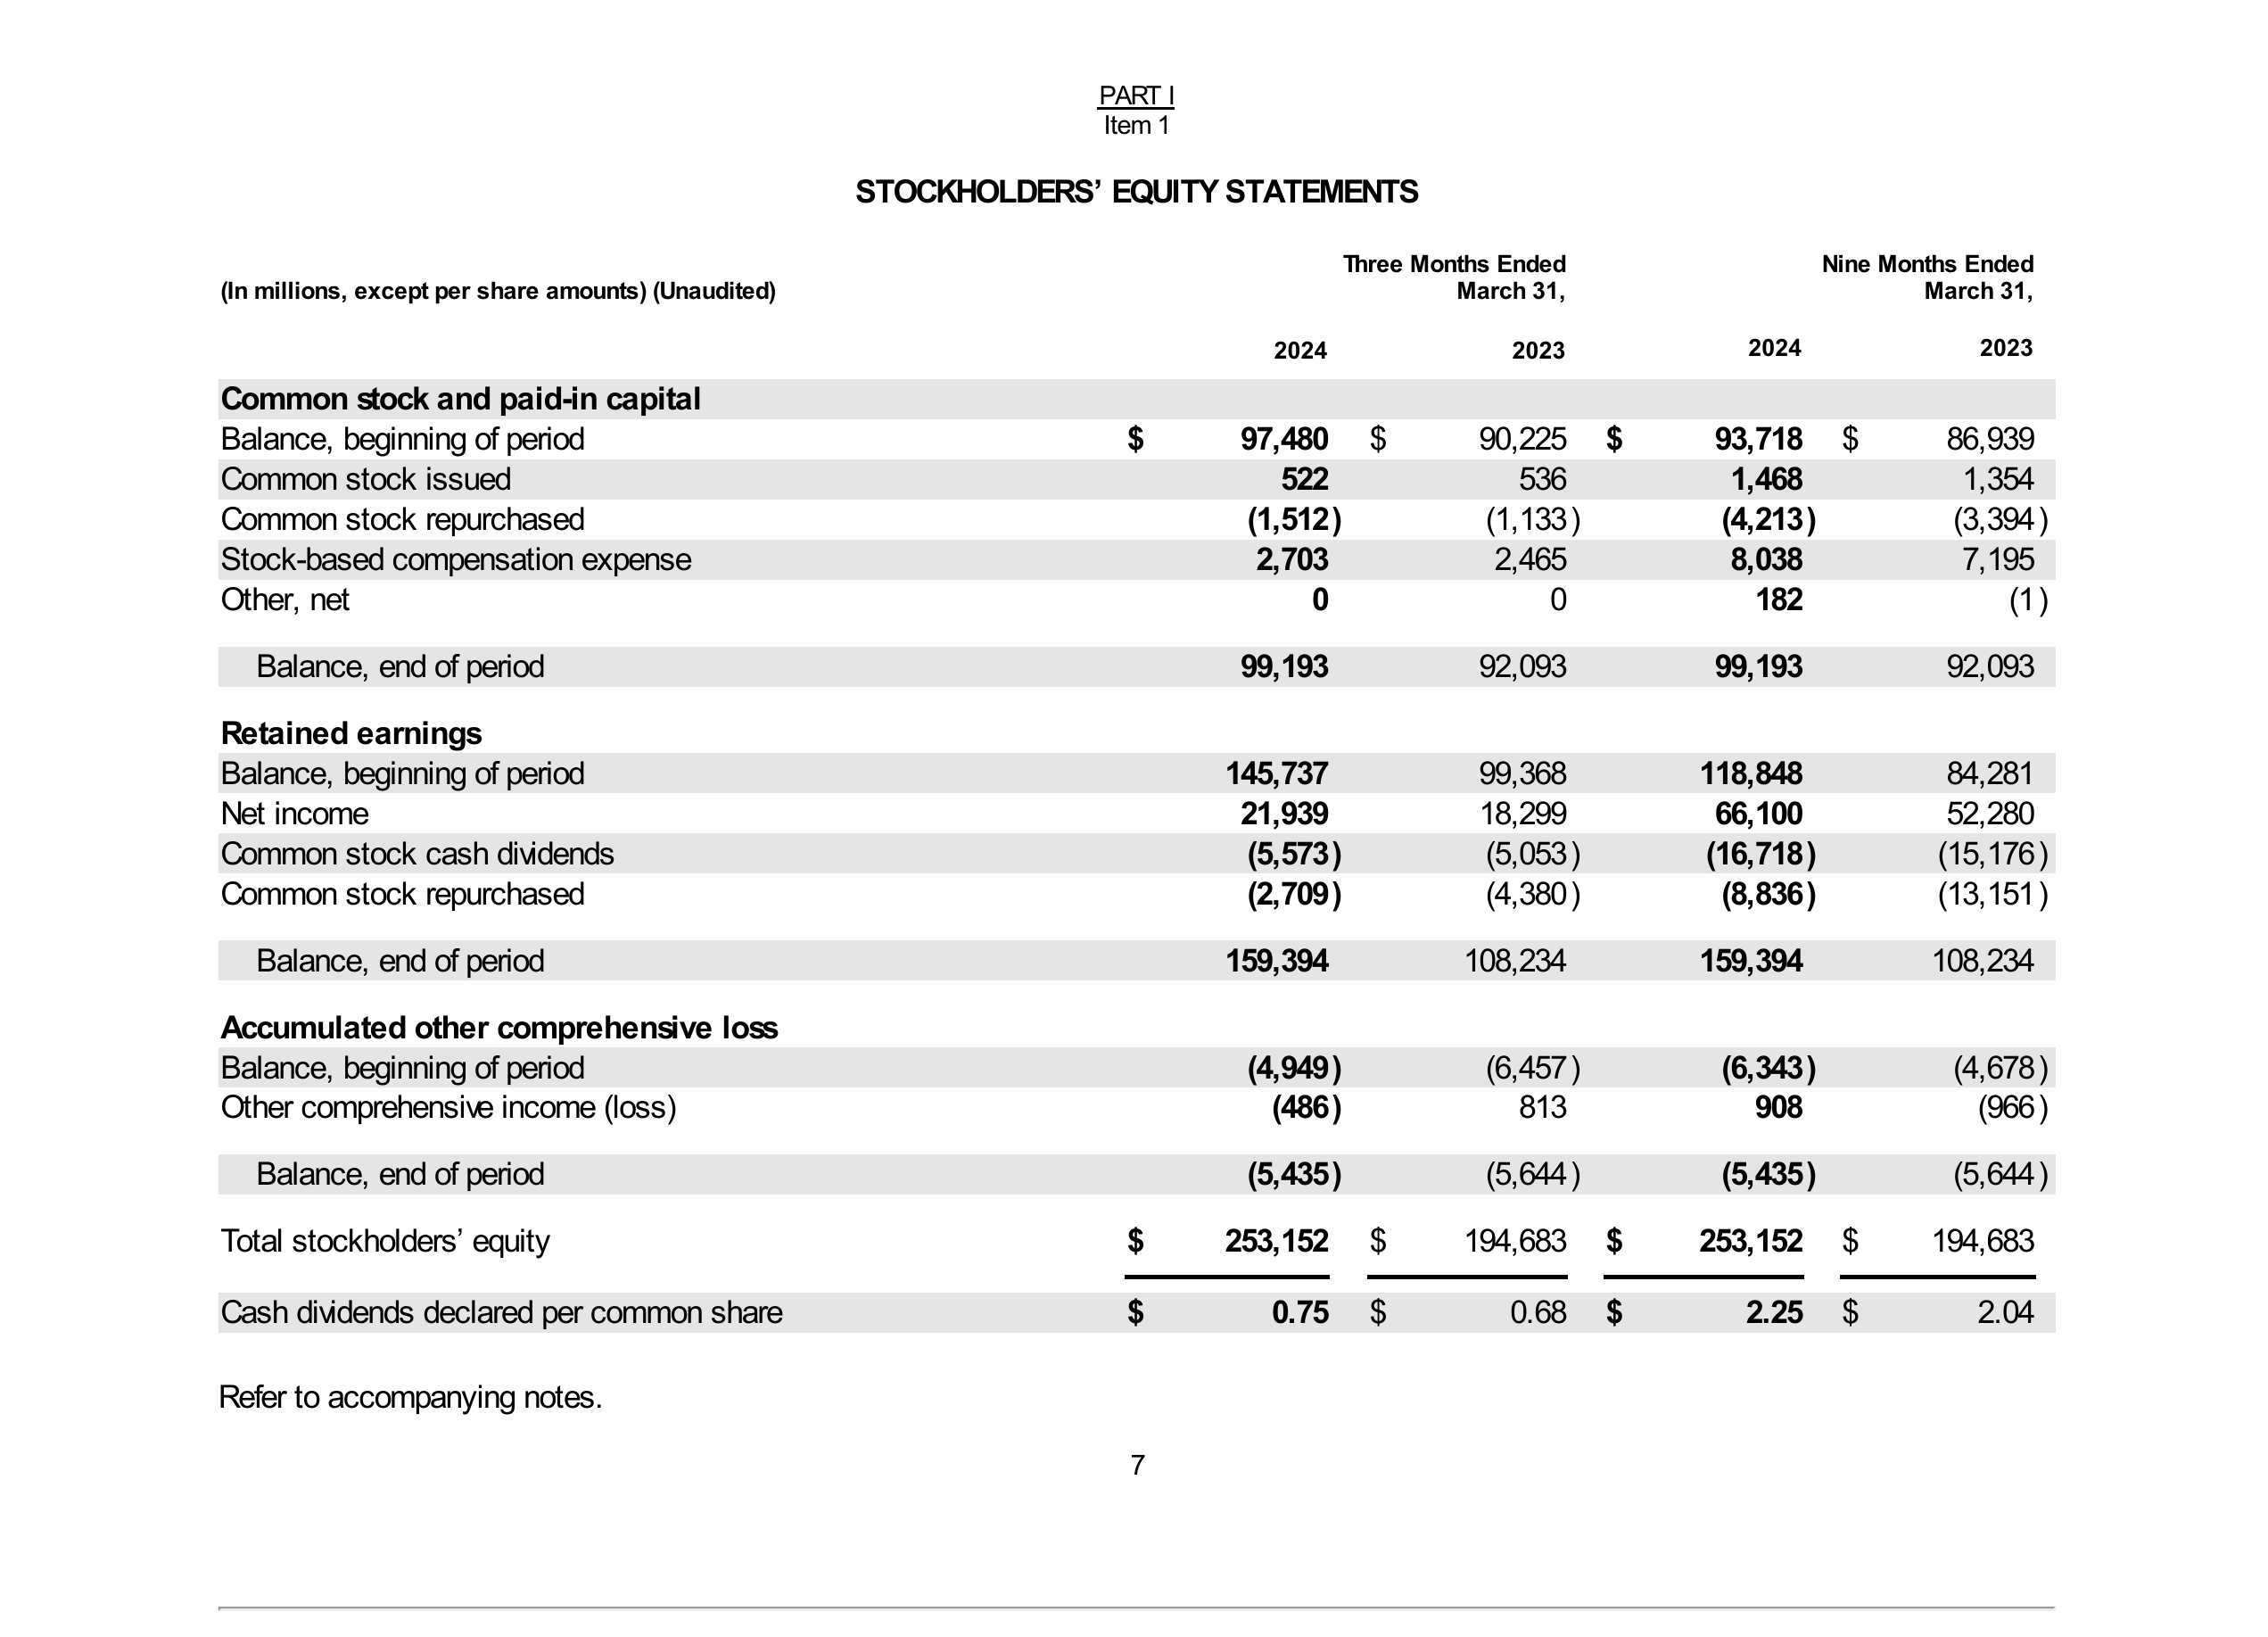 PART I
Item 1
STOCKHOLDERS’ EQUITY STATEMENTS
Three Months Ended Nine Months Ended
(In millions, except per share amounts) (Unaudited) March 31, March 31,
2024 2023 2024 2023
Common stock and paid-in capital
Balance, beginning of period $ 97,480 $ 90,225 $ 93,718 $ 86,939
Common stock issued 522 536 1,468 1,354
Common stock repurchased (1,512) (1,133) (4,213) (3,394)
Stock-based compensation expense 2,703 2,465 8,038 7,195
Other, net 0 0 182 (1)
Balance, end of period 99,193 92,093 99,193 92,093
Retained earnings
Balance, beginning of period 145,737 99,368 118,848 84,281
Net income 21,939 18,299 66,100 52,280
Common stock cash dividends (5,573) (5,053) (16,718) (15,176)
Common stock repurchased (2,709) (4,380) (8,836) (13,151)
Balance, end of period 159,394 108,234 159,394 108,234
Accumulated other comprehensive loss
Balance, beginning of period (4,949) (6,457) (6,343) (4,678)
Other comprehensive income (loss) (486) 813 908 (966)
Balance, end of period (5,435) (5,644) (5,435) (5,644)
Total stockholders’ equity $ 253,152 $ 194,683 $ 253,152 $ 194,683
Cash dividends declared per common share $ 0.75 $ 0.68 $ 2.25 $ 2.04
Refer to accompanying notes.
7